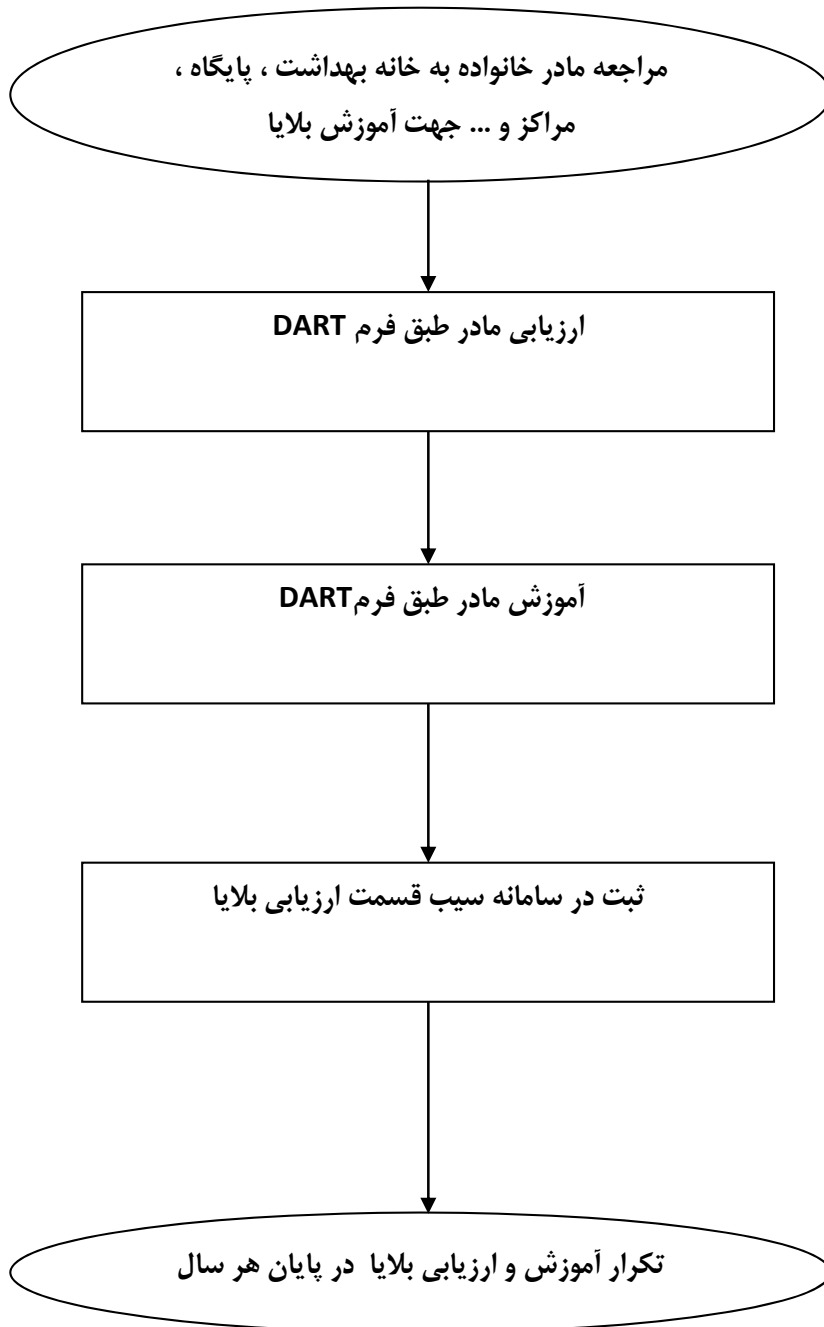 مراجعه مادر خانواده به خانه بهداشت ، پایگاه ،
مراکز و ... جهت آموزش بلایا
ارزیابی مادر طبق فرم DART
آموزش مادر طبق فرمDART
ثبت در سامانه سیب قسمت ارزیابی بلایا
تکرار آموزش و ارزیابی بلایا در پایان هر سال